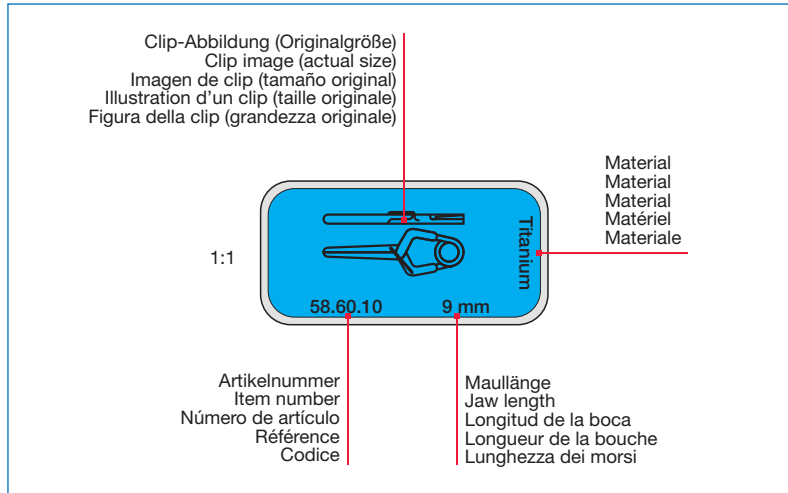 Clip-Abbildung (Originalgröße)
Clip image (actual size)
Imagen de clip (tamaño original)
Illustration d'un clip (taille originale)
Figura della clip (grandezza originale)
Material
Material
Material
Matériel
Materiale
1:1
Titanium
58.60.10
9 mm
Artikelnummer
Item number
Número de artículo
Référence
Codice
Maullänge
Jaw length
Longitud de la boca
Longueur de la bouche
Lunghezza dei morsi